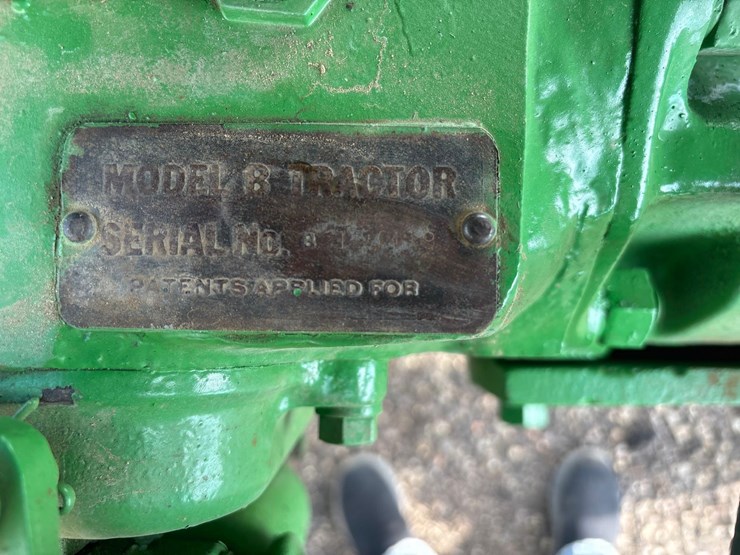 MODEL B TRACTOR
SERIAL NO.
PATENTS APPLIED FOR